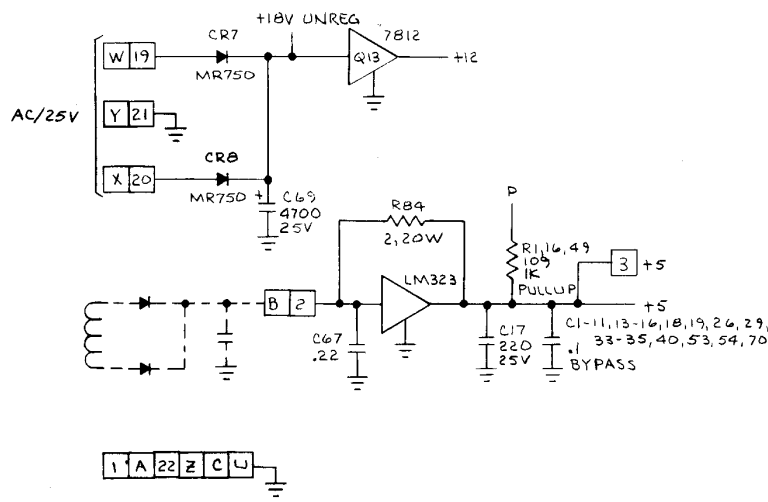 +18V UNREG
CR7
7812
W 19
Q13
+12
MR750
AC/25V
Y 21
CR8
X 20
MR750
+
C69
4700
25V
R84
2, 20W
P
R1, 16, 49
109
1K
PULLUP
3 +5
LM323
B 2
+5
C67
.22
C17
220
25V
C1-11, 13-16, 18, 19, 26, 29,
33-35, 40, 53, 54, 70
.1
BYPASS
1 A 22 Z C U